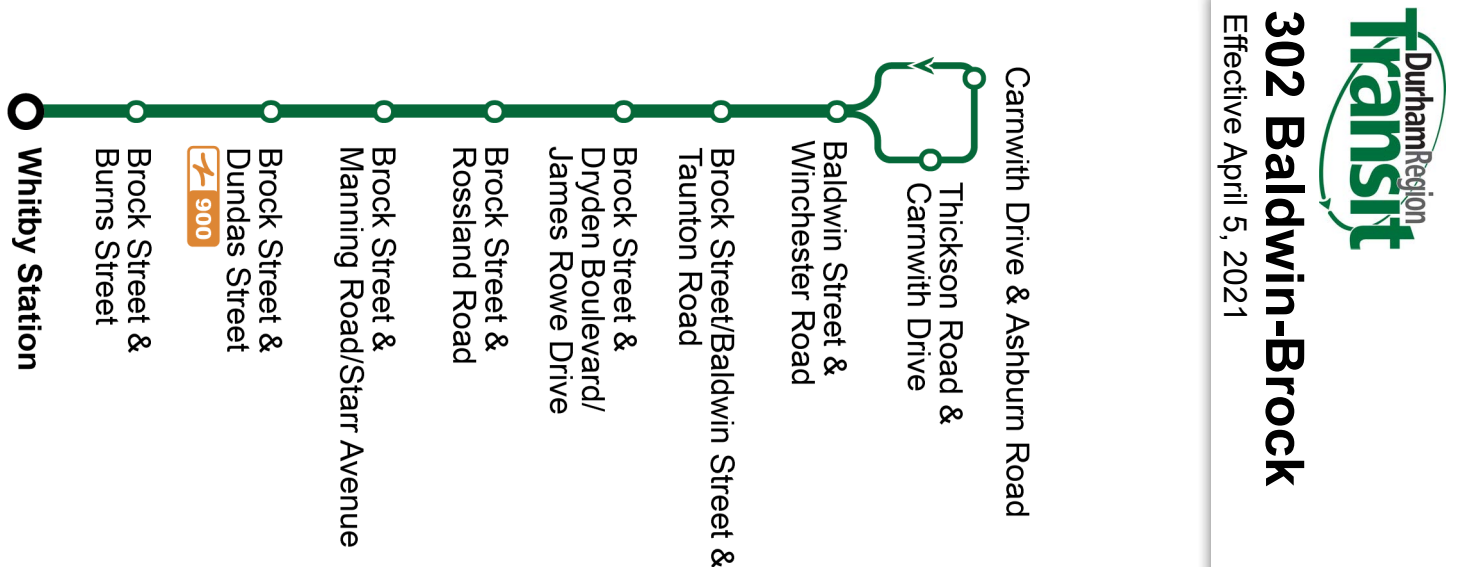 DurhamRegion
Transit
302 Baldwin-Brock
Effective April 5, 2021
Carnwith Drive & Ashburn Road
Thickson Road &
Carnwith Drive
Baldwin Street &
Winchester Road
Brock Street/Baldwin Street &
Taunton Road
Brock Street &
Dryden Boulevard/
James Rowe Drive
Brock Street &
Rossland Road
Brock Street &
Manning Road/Starr Avenue
Brock Street &
Dundas Street
900
Brock Street &
Burns Street
Whitby Station